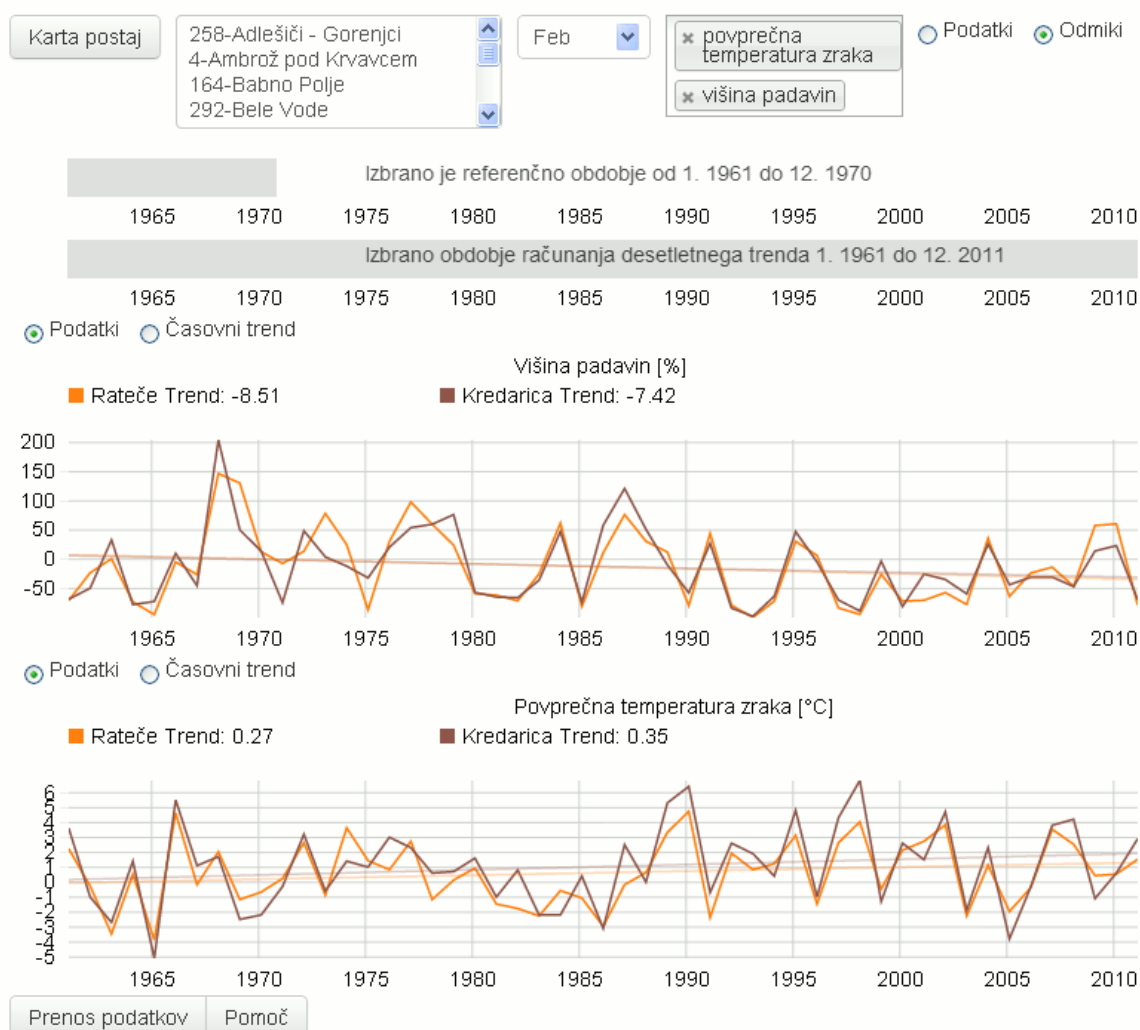 Karta postaj
258-Adlešiči - Gorenjci
4-Ambrož pod Krvavcem
164-Babno Polje
292-Bele Vode
Feb
povprečna
temperatura zraka
višina padavin
Podatki Odmiki
Izbrano je referenčno obdobje od 1. 1961 do 12. 1970
1965 1970 1975 1980 1985 1990 1995 2000 2005 2010
Izbrano obdobje računanja desetletnega trenda 1. 1961 do 12. 2011
1965 1970 1975 1980 1985 1990 1995 2000 2005 2010
Podatki Časovni trend
Višina padavin [%]
Rateče Trend: -8.51 Kredarica Trend: -7.42
200
150
100
50
0
-50
1965 1970 1975 1980 1985 1990 1995 2000 2005 2010
Podatki Časovni trend
Povprečna temperatura zraka [°C]
Rateče Trend: 0.27 Kredarica Trend: 0.35
6
5
4
3
2
1
0
-1
-2
-3
-4
-5
1965 1970 1975 1980 1985 1990 1995 2000 2005 2010
Prenos podatkov Pomoč